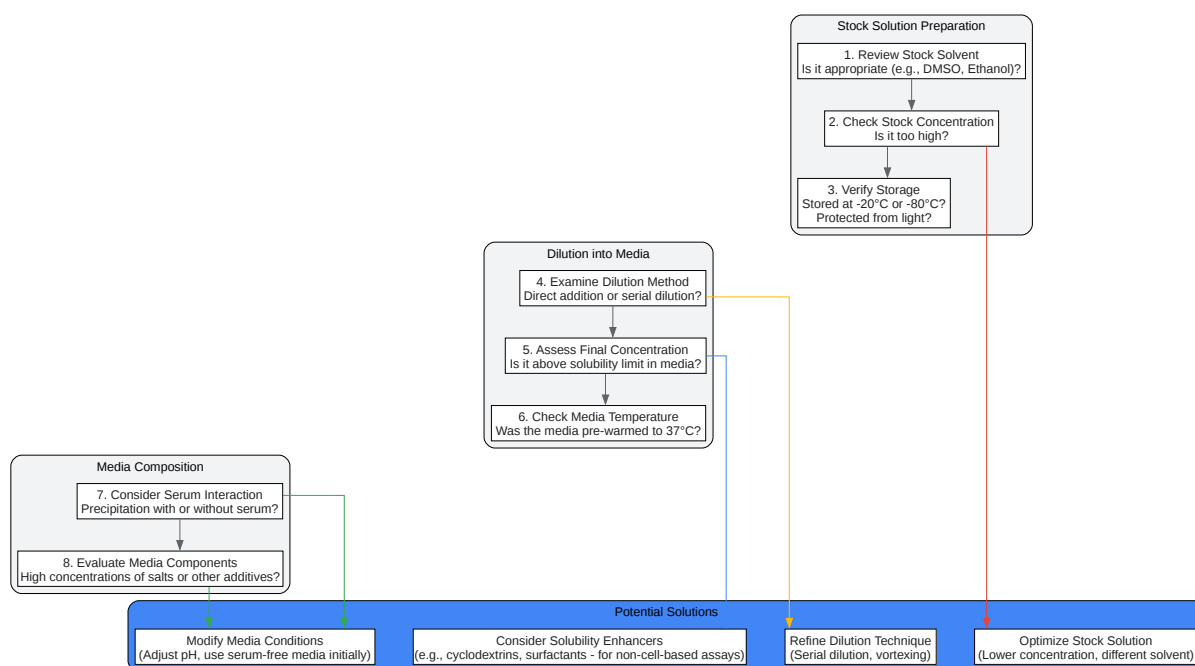 Stock Solution Preparation
1. Review Stock Solvent
Is it appropriate (e.g., DMSO, Ethanol)?
2. Check Stock Concentration
Is it too high?
3. Verify Storage
Stored at -20°C or -80°C?
Protected from light?
Dilution into Media
4. Examine Dilution Method
Direct addition or serial dilution?
5. Assess Final Concentration
Is it above solubility limit in media?
6. Check Media Temperature
Was the media pre-warmed to 37°C?
Media Composition
7. Consider Serum Interaction
Precipitation with or without serum?
8. Evaluate Media Components
High concentrations of salts or other additives?
Potential Solutions
Modify Media Conditions
(Adjust pH, use serum-free media initially)
Consider Solubility Enhancers
(e.g., cyclodextrins, surfactants - for non-cell-based assays)
Refine Dilution Technique
(Serial dilution, vortexing)
Optimize Stock Solution
(Lower concentration, different solvent)